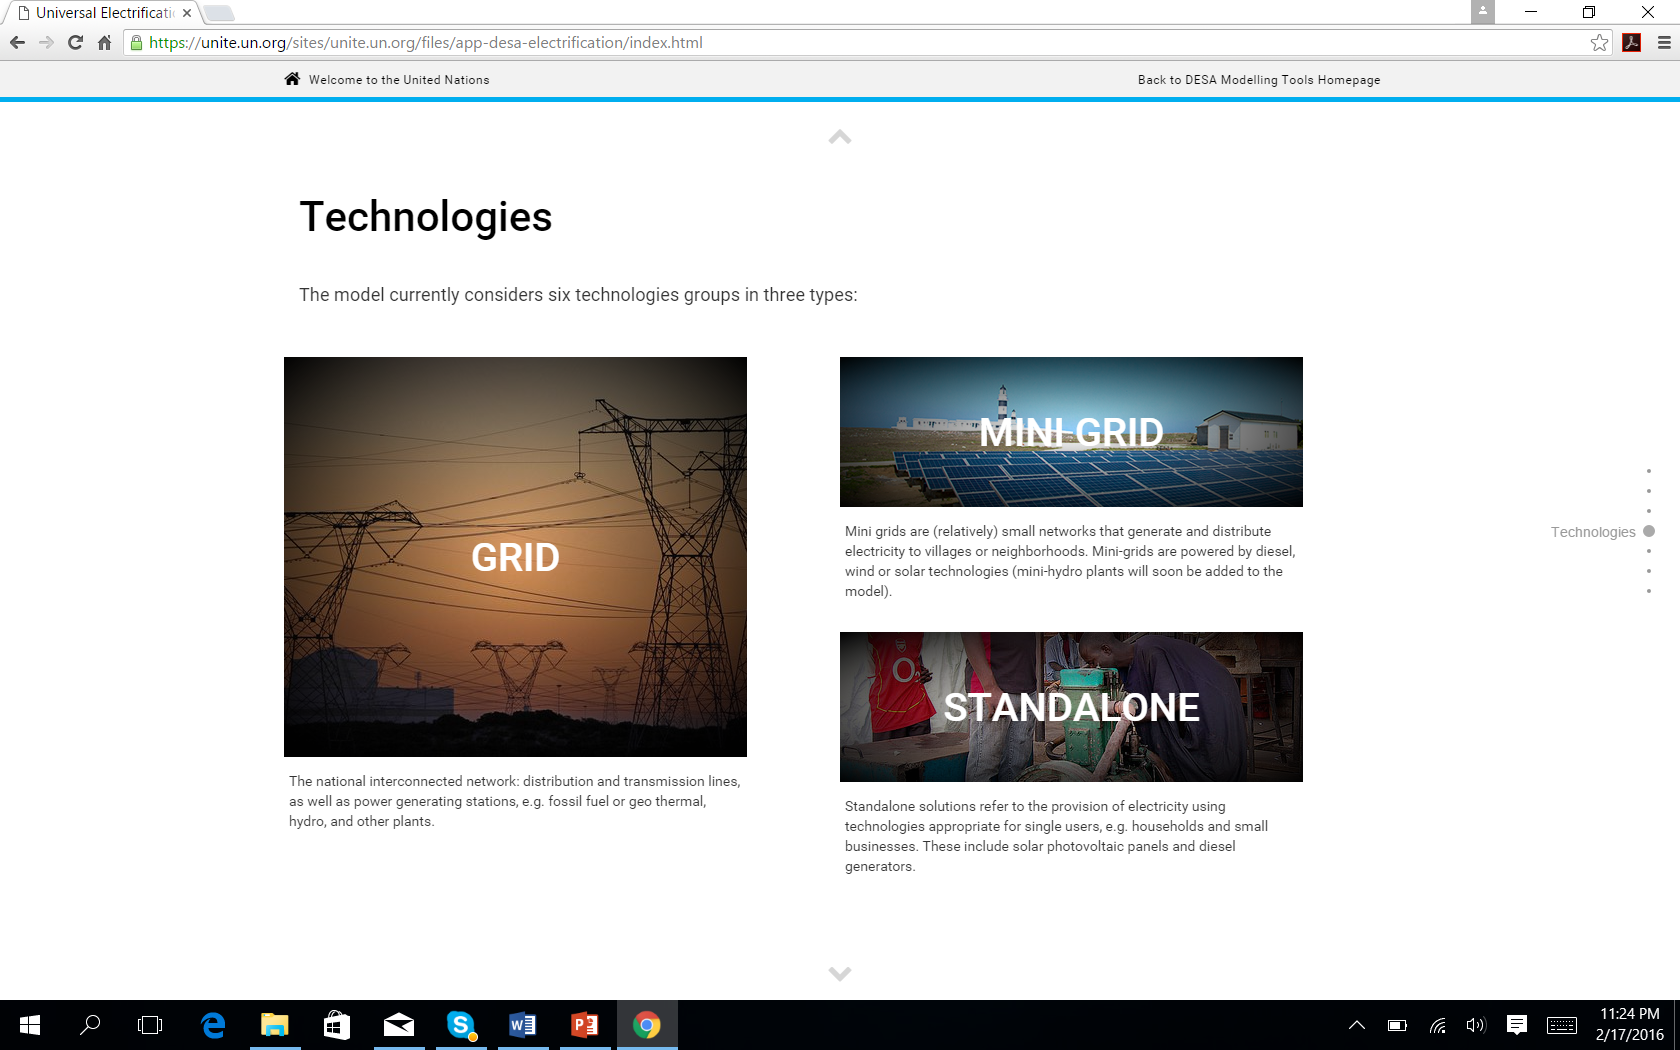 Universal Electrificati
https://unite.un.org/sites/unite.un.org/files/app-desa-electrification/index.html
Welcome to the United Nations
Back to DESA Modelling Tools Homepage
Technologies
The model currently considers six technologies groups in three types:
GRID
The national interconnected network: distribution and transmission lines,
as well as power generating stations, e.g. fossil fuel or geo thermal,
hydro, and other plants.
MINI GRID
Mini grids are (relatively) small networks that generate and distribute
electricity to villages or neighborhoods. Mini-grids are powered by diesel,
wind or solar technologies (mini-hydro plants will soon be added to the
model).
STANDALONE
Standalone solutions refer to the provision of electricity using
technologies appropriate for single users, e.g. households and small
businesses. These include solar photovoltaic panels and diesel
generators.
Technologies
11:24 PM
2/17/2016